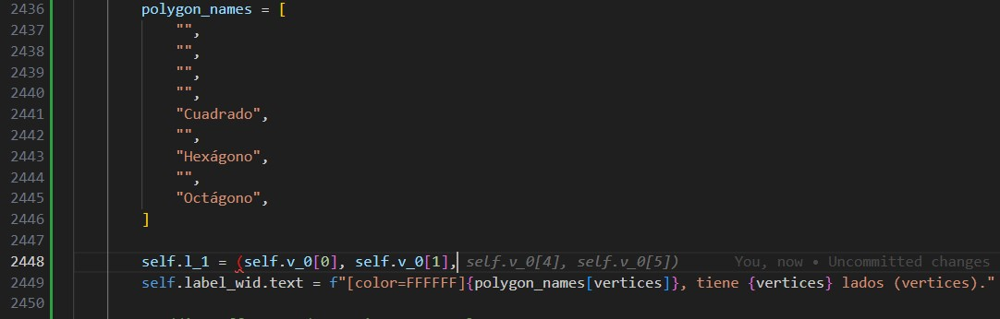 2436 polygon_names = [
2437 "",
2438 "",
2439 "",
2440 "",
2441 "Cuadrado",
2442 "",
2443 "Hexágono",
2444 "",
2445 "Octágono",
2446 ]
2447
2448 self.l_1 = (self.v_0[0], self.v_0[1], self.v_0[4], self.v_0[5]) You, now • Uncommitted changes
2449 self.label_wid.text = f"[color=FFFFFF]{polygon_names[vertices]}, tiene {vertices} lados (vertices)."
2450